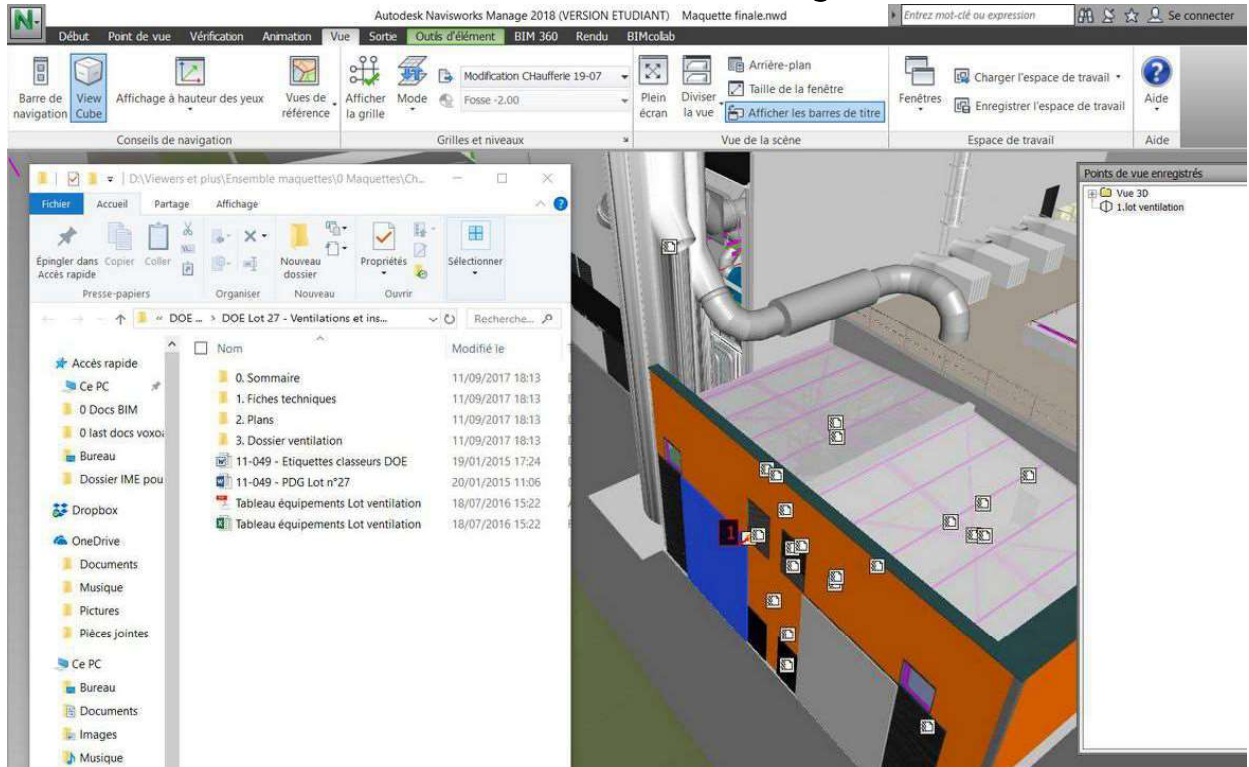 Autodesk Navisworks Manage 2018 (VERSION ETUDIANT) Maquette finale.nwd
Entrez mot-clé ou expression
Se connecter
Début Point de vue Vérification Animation Vue Sortie Outils d'élément BIM 360 Rendu BIMcollab
Barre de navigation
View Cube
Affichage à hauteur des yeux
Vues de référence
Afficher la grille
Mode
Modification CHaufferie 19-07
Fosse -2.00
Plein écran
Diviser la vue
Arrière-plan
Taille de la fenêtre
Afficher les barres de titre
Fenêtres
Charger l'espace de travail
Enregistrer l'espace de travail
Aide
Conseils de navigation
Grilles et niveaux
Vue de la scène
Espace de travail
Aide
D:\Viewers et plus\Ensemble maquettes\0 Maquettes\Ch...
Fichier Accueil Partage Affichage
Épingler dans Accès rapide
Copier
Coller
Nouveau dossier
Propriétés
Sélectionner
Presse-papiers
Organiser
Nouveau
Ouvrir
« DOE ... > DOE Lot 27 - Ventilations et ins...
Recherche...
Accès rapide
Ce PC
0 Docs BIM
0 last docs voxoa
Bureau
Dossier IME pou
Dropbox
OneDrive
Documents
Musique
Pictures
Pièces jointes
Ce PC
Bureau
Documents
Images
Musique
Nom Modifié le
0. Sommaire 11/09/2017 18:13
1. Fiches techniques 11/09/2017 18:13
2. Plans 11/09/2017 18:13
3. Dossier ventilation 11/09/2017 18:13
11-049 - Etiquettes classeurs DOE 19/01/2015 17:24
11-049 - PDG Lot n°27 20/01/2015 11:06
Tableau équipements Lot ventilation 18/07/2016 15:22
Tableau équipements Lot ventilation 18/07/2016 15:22
1
Points de vue enregistrés
Vue 3D
1.lot ventilation